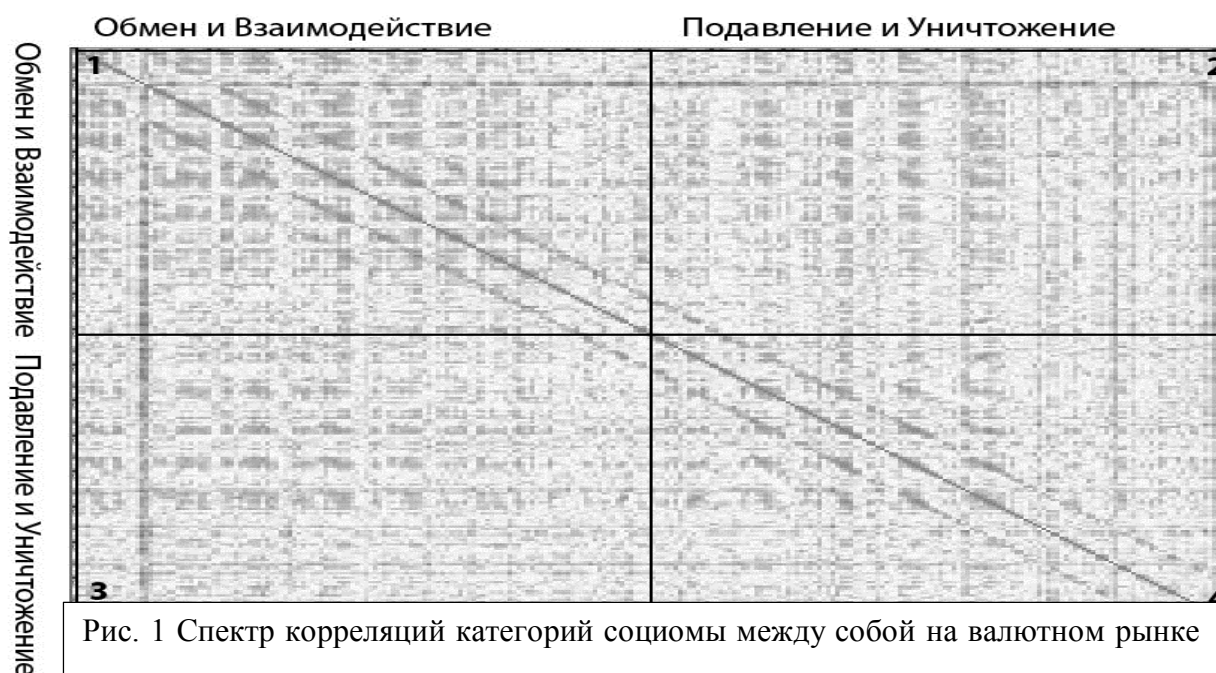 Обмен и Взаимодействие Подавление и Уничтожение
Обмен и Взаимодействие Подавление и Уничтожение
1
2
3
4
Рис. 1 Спектр корреляций категорий социомы между собой на валютном рынке